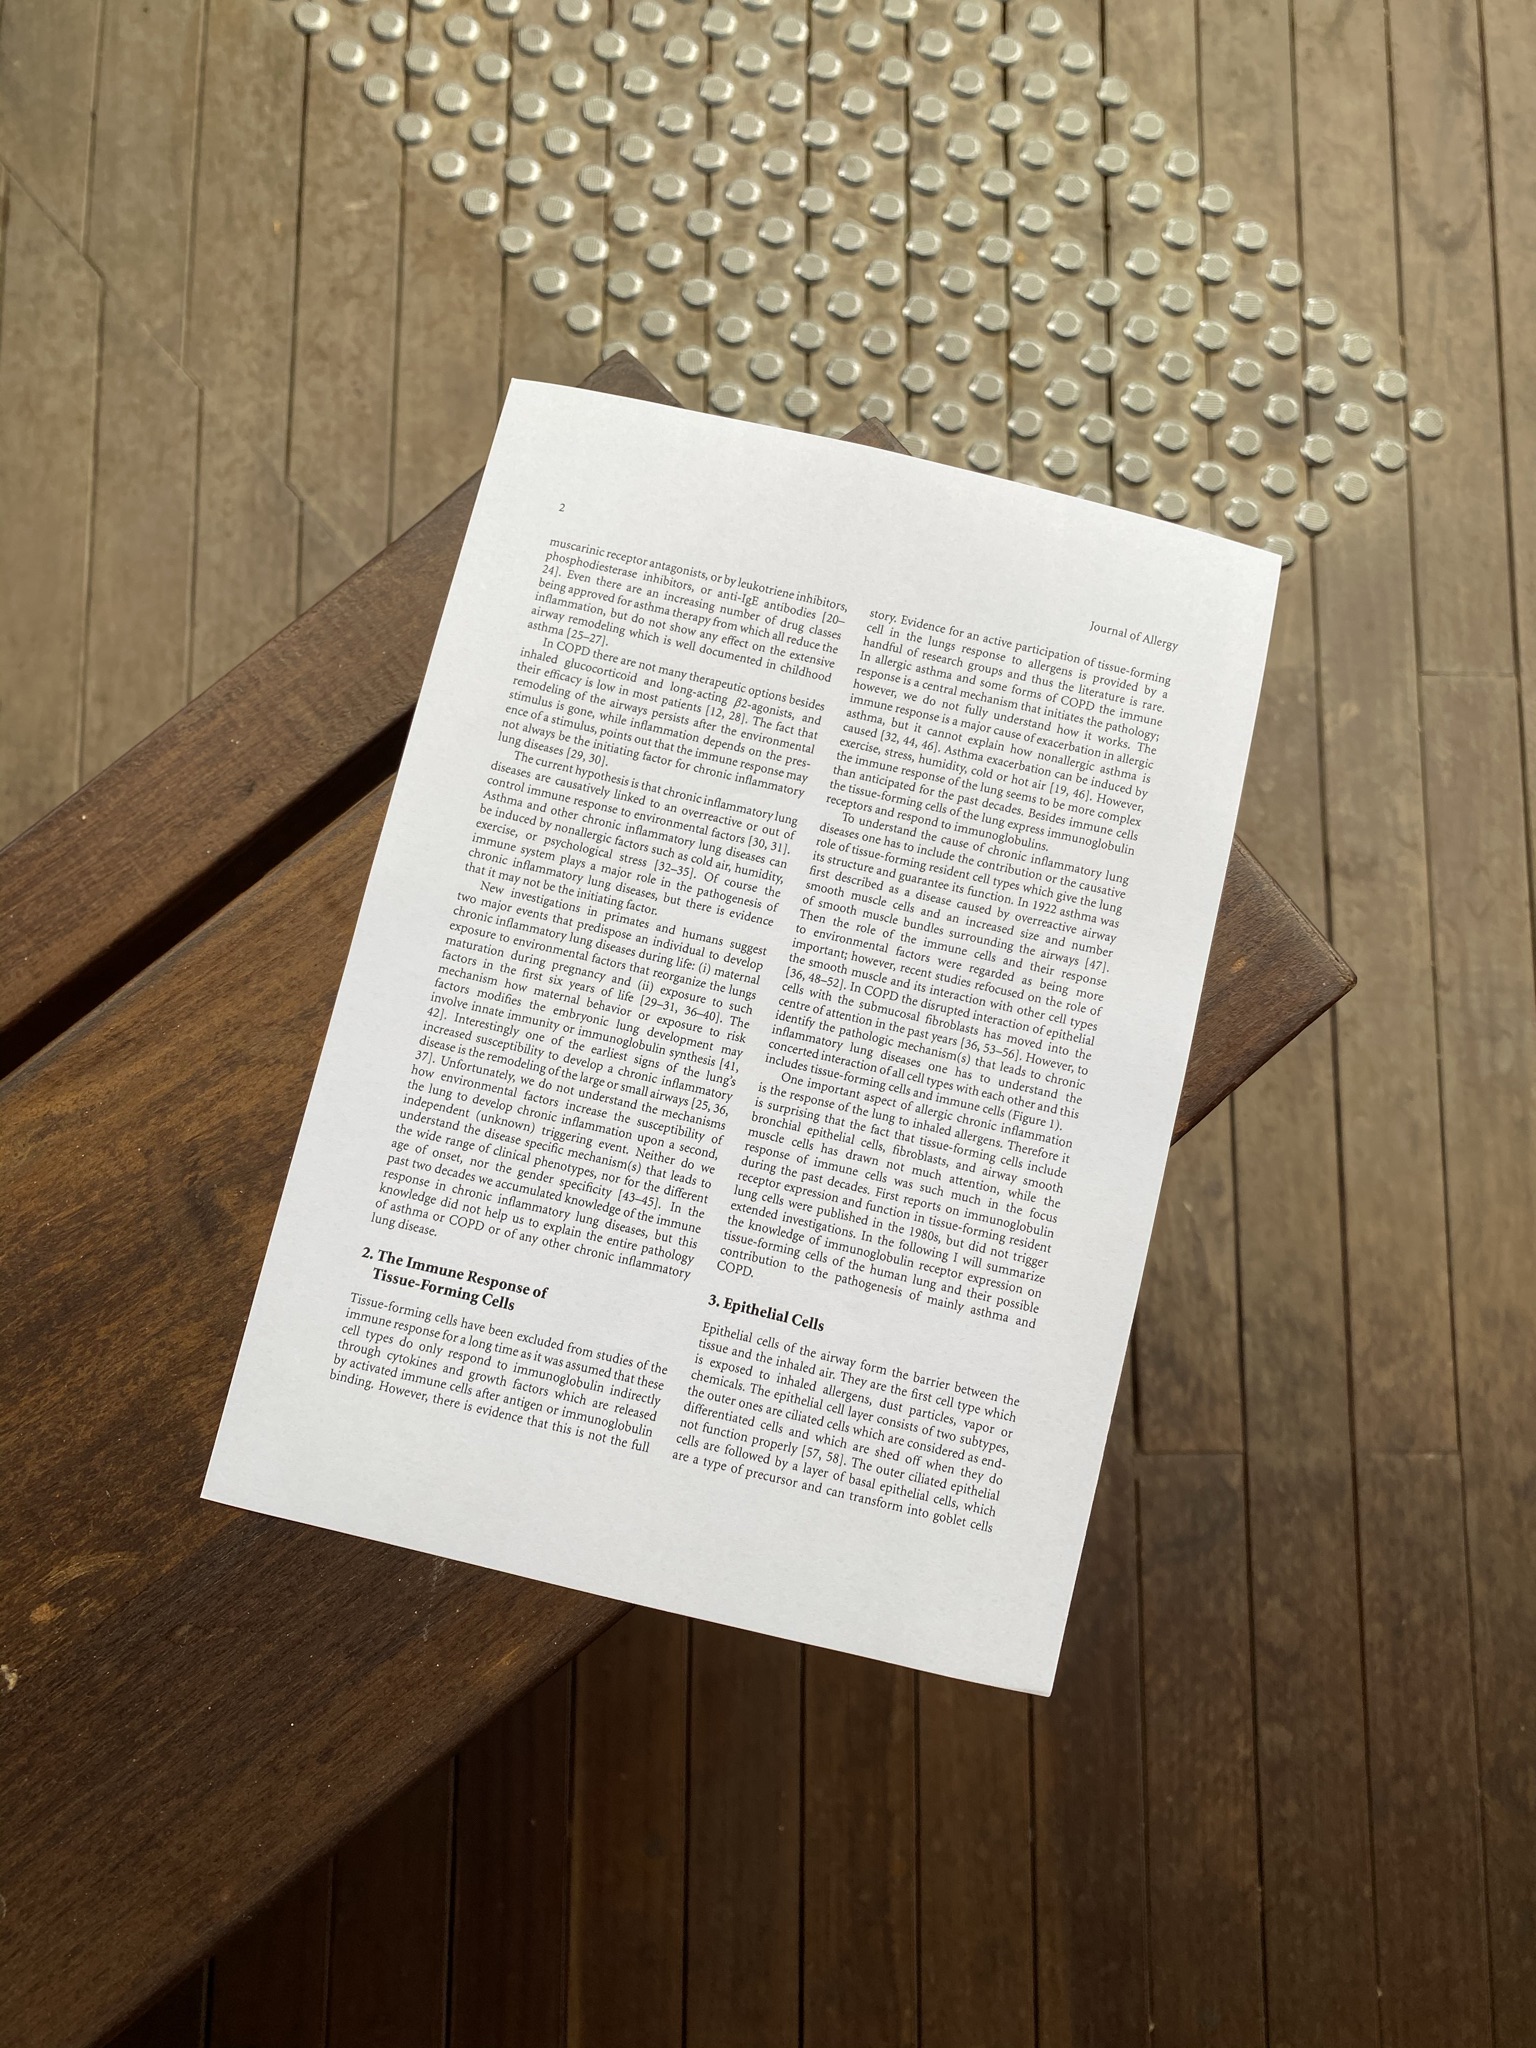 2
Journal of Allergy
muscarinic receptor antagonists, or by leukotriene inhibitors,
phosphodiesterase inhibitors, or anti-IgE antibodies [20–
24]. Even there are an increasing number of drug classes
being approved for asthma therapy from which all reduce the
inflammation, but do not show any effect on the extensive
airway remodeling which is well documented in childhood
asthma [25–27].
In COPD there are not many therapeutic options besides
inhaled glucocorticoid and long-acting β2-agonists, and
their efficacy is low in most patients [12, 28]. The fact that
remodeling of the airways persists after the environmental
stimulus is gone, while inflammation depends on the pres-
ence of a stimulus, points out that the immune response may
not always be the initiating factor for chronic inflammatory
lung diseases [29, 30].
The current hypothesis is that chronic inflammatory lung
diseases are causatively linked to an overreactive or out of
control immune response to environmental factors [30, 31].
Asthma and other chronic inflammatory lung diseases can
be induced by nonallergic factors such as cold air, humidity,
exercise, or psychological stress [32–35]. Of course the
immune system plays a major role in the pathogenesis of
chronic inflammatory lung diseases, but there is evidence
that it may not be the initiating factor.
New investigations in primates and humans suggest
two major events that predispose an individual to develop
chronic inflammatory lung diseases during life: (i) maternal
exposure to environmental factors that reorganize the lungs
maturation during pregnancy and (ii) exposure to such
factors in the first six years of life [29–31, 36–40]. The
mechanism how maternal behavior or exposure to risk
factors modifies the embryonic lung development may
involve innate immunity or immunoglobulin synthesis [41,
42]. Interestingly one of the earliest signs of the lung's
increased susceptibility to develop a chronic inflammatory
disease is the remodeling of the large or small airways [25, 36,
37]. Unfortunately, we do not understand the mechanisms
how environmental factors increase the susceptibility of
the lung to develop chronic inflammation upon a second,
independent (unknown) triggering event. Neither do we
understand the disease specific mechanism(s) that leads to
the wide range of clinical phenotypes, nor for the different
age of onset, nor the gender specificity [43–45]. In the
past two decades we accumulated knowledge of the immune
response in chronic inflammatory lung diseases, but this
knowledge did not help us to explain the entire pathology
of asthma or COPD or of any other chronic inflammatory
lung disease.
2. The Immune Response of
Tissue-Forming Cells
Tissue-forming cells have been excluded from studies of the
immune response for a long time as it was assumed that these
cell types do only respond to immunoglobulin indirectly
through cytokines and growth factors which are released
by activated immune cells after antigen or immunoglobulin
binding. However, there is evidence that this is not the full
story. Evidence for an active participation of tissue-forming
cell in the lungs response to allergens is provided by a
handful of research groups and thus the literature is rare.
In allergic asthma and some forms of COPD the immune
response is a central mechanism that initiates the pathology;
however, we do not fully understand how it works. The
immune response is a major cause of exacerbation in allergic
asthma, but it cannot explain how nonallergic asthma is
caused [32, 44, 46]. Asthma exacerbation can be induced by
exercise, stress, humidity, cold or hot air [19, 46]. However,
the immune response of the lung seems to be more complex
than anticipated for the past decades. Besides immune cells
the tissue-forming cells of the lung express immunoglobulin
receptors and respond to immunoglobulins.
To understand the cause of chronic inflammatory lung
diseases one has to include the contribution or the causative
role of tissue-forming resident cell types which give the lung
its structure and guarantee its function. In 1922 asthma was
first described as a disease caused by overreactive airway
smooth muscle cells and an increased size and number
of smooth muscle bundles surrounding the airways [47].
Then the role of the immune cells and their response
to environmental factors were regarded as being more
important; however, recent studies refocused on the role of
the smooth muscle and its interaction with other cell types
[36, 48–52]. In COPD the disrupted interaction of epithelial
cells with the submucosal fibroblasts has moved into the
centre of attention in the past years [36, 53–56]. However, to
identify the pathologic mechanism(s) that leads to chronic
inflammatory lung diseases one has to understand the
concerted interaction of all cell types with each other and this
includes tissue-forming cells and immune cells (Figure 1).
One important aspect of allergic chronic inflammation
is the response of the lung to inhaled allergens. Therefore it
is surprising that the fact that tissue-forming cells include
bronchial epithelial cells, fibroblasts, and airway smooth
muscle cells has drawn not much attention, while the
response of immune cells was such much in the focus
during the past decades. First reports on immunoglobulin
receptor expression and function in tissue-forming resident
lung cells were published in the 1980s, but did not trigger
extended investigations. In the following I will summarize
the knowledge of immunoglobulin receptor expression on
tissue-forming cells of the human lung and their possible
contribution to the pathogenesis of mainly asthma and
COPD.
3. Epithelial Cells
Epithelial cells of the airway form the barrier between the
tissue and the inhaled air. They are the first cell type which
is exposed to inhaled allergens, dust particles, vapor or
chemicals. The epithelial cell layer consists of two subtypes,
the outer ones are ciliated cells which are considered as end-
differentiated cells and which are shed off when they do
not function properly [57, 58]. The outer ciliated epithelial
cells are followed by a layer of basal epithelial cells, which
are a type of precursor and can transform into goblet cells